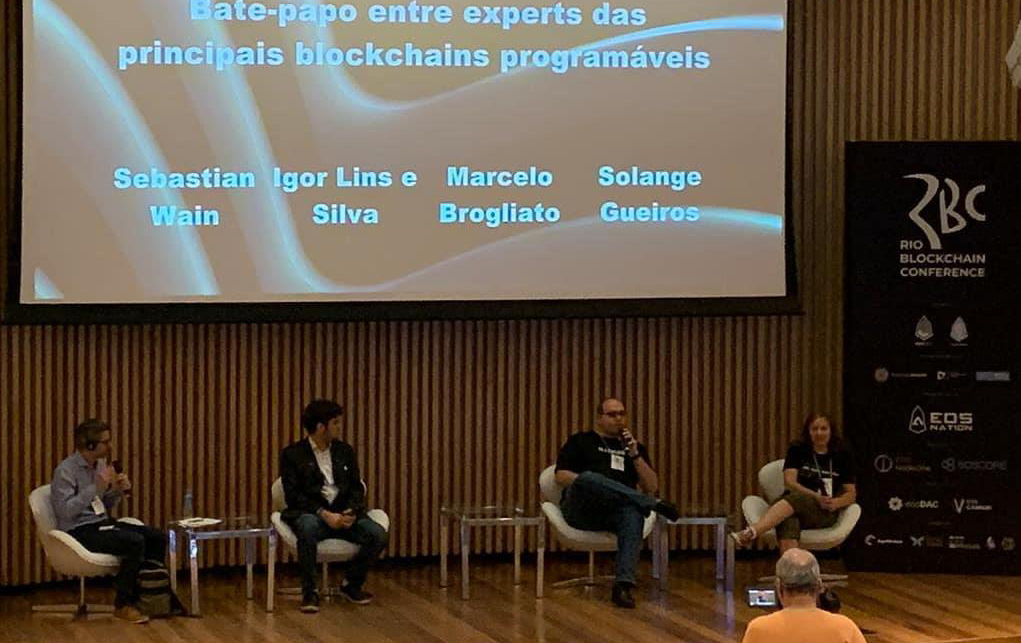 Bate-papo entre experts das
principais blockchains programáveis
Sebastian Wain
Igor Lins e Silva
Marcelo Brogliato
Solange Gueiros
RBC
RIO
BLOCKCHAIN
CONFERENCE
EOS
NATION